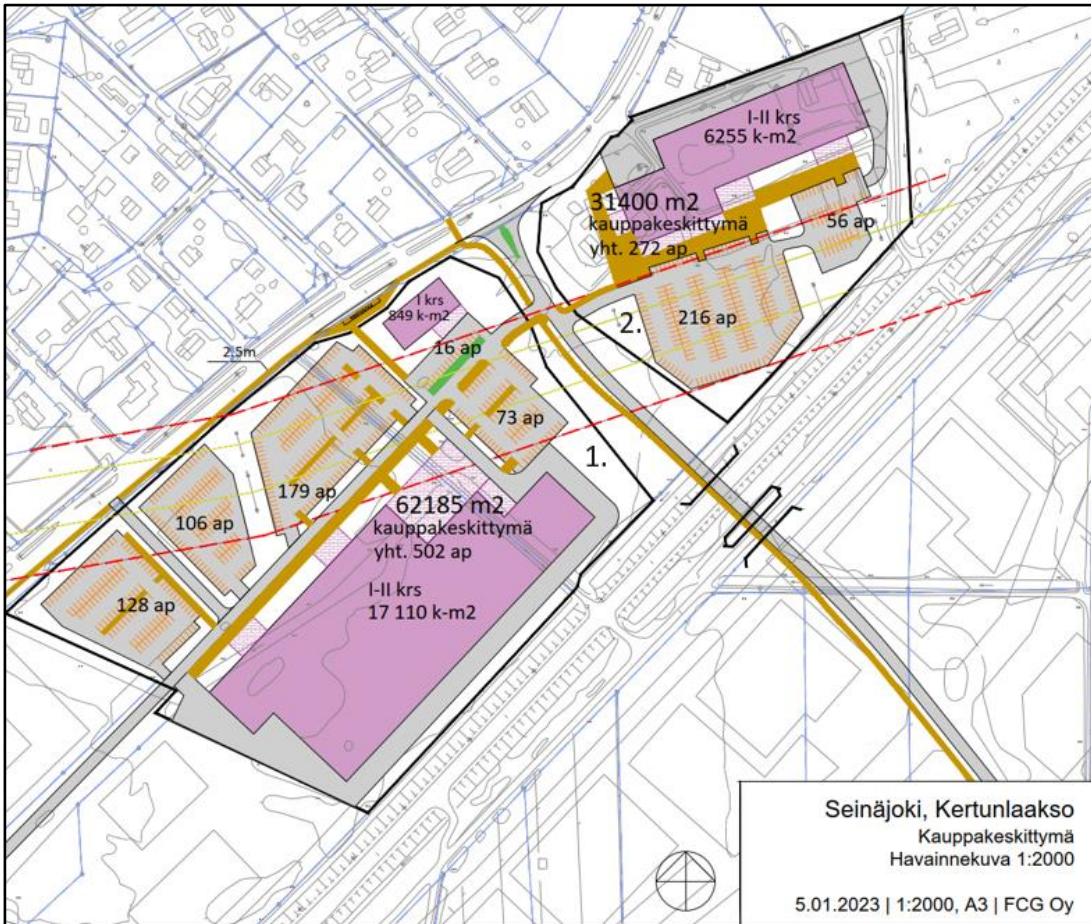 I-II krs
6255 k-m2
31400 m2
kauppakeskittymä
yht. 272 ap
56 ap
216 ap
2.
I krs
849 k-m2
2.5m
16 ap
73 ap
1.
179 ap
106 ap
128 ap
62185 m2
kauppakeskittymä
yht. 502 ap
I-II krs
17 110 k-m2
Seinäjoki, Kertunlaakso
Kauppakeskittymä
Havainnekuva 1:2000
5.01.2023 | 1:2000, A3 | FCG Oy